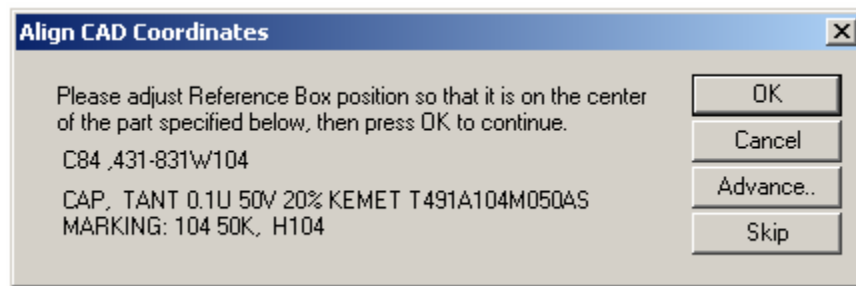 Align CAD Coordinates
Please adjust Reference Box position so that it is on the center
of the part specified below, then press OK to continue.
C84 ,431-831W104
CAP, TANT 0.1U 50V 20% KEMET T491A104M050AS
MARKING: 104 50K, H104
OK
Cancel
Advance..
Skip